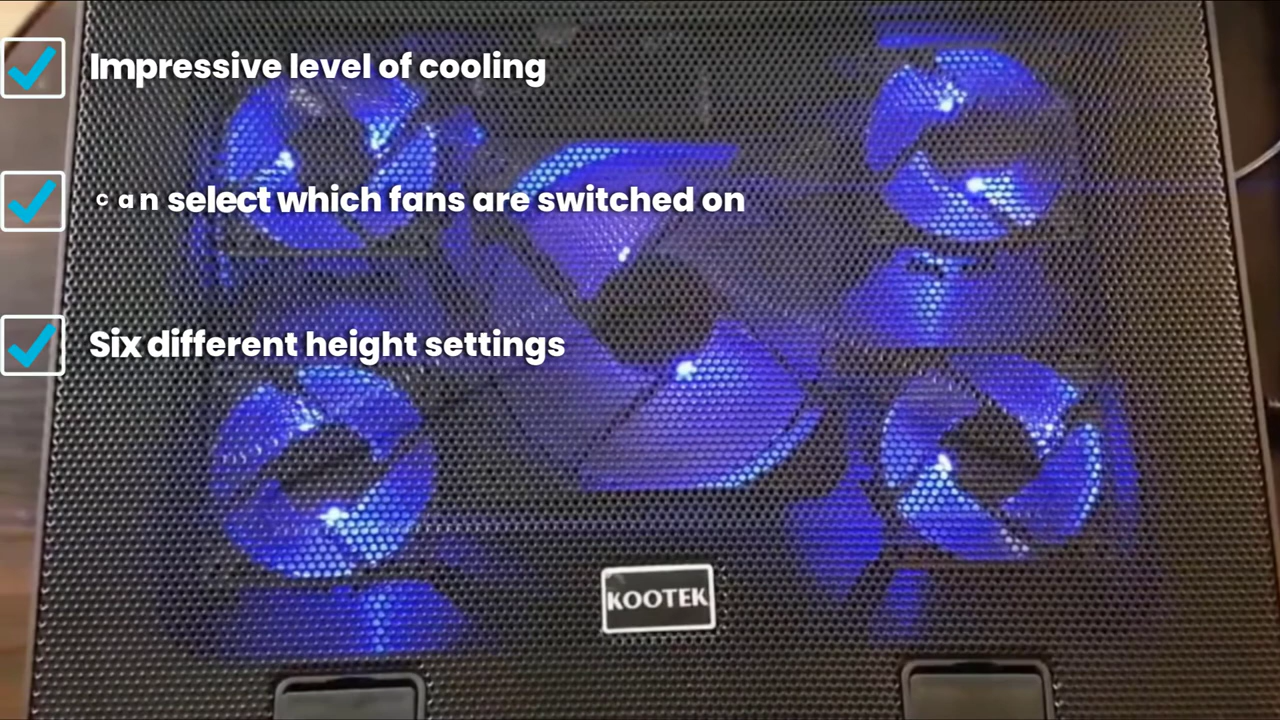 Impressive level of cooling
can select which fans are switched on
Six different height settings
KOOTEK